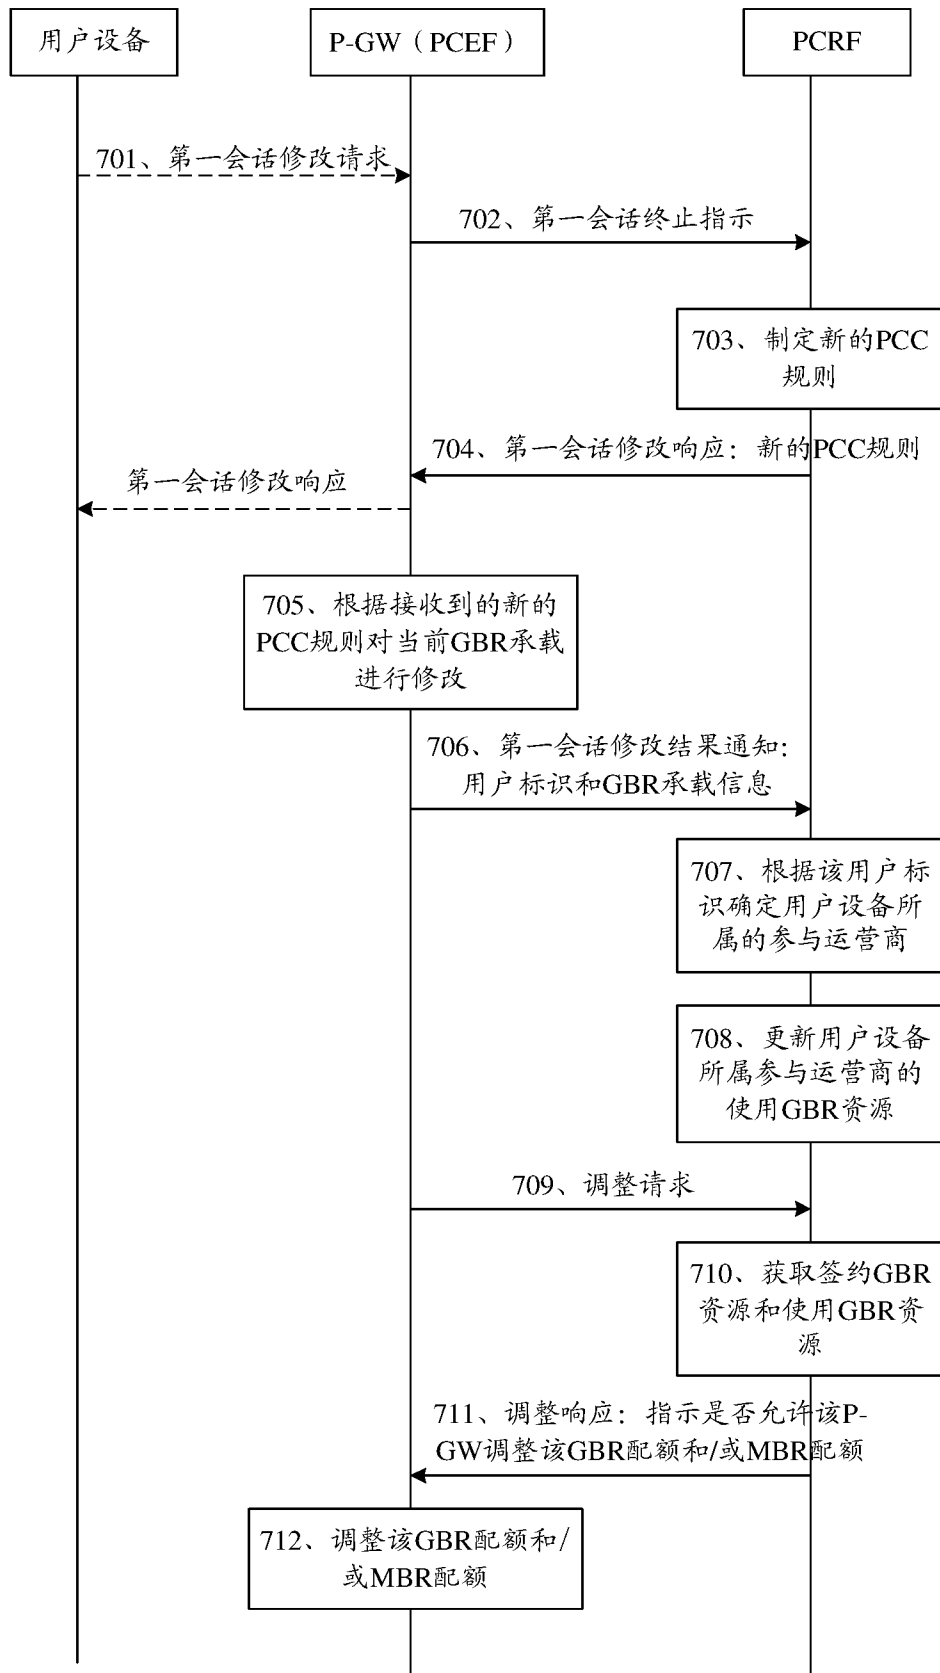 用户设备
P-GW（PCEF）
PCRF
701、第一会话修改请求
702、第一会话终止指示
703、制定新的PCC
规则
704、第一会话修改响应：新的PCC规则
第一会话修改响应
705、根据接收到的新的
PCC规则对当前GBR承载
进行修改
706、第一会话修改结果通知：
用户标识和GBR承载信息
707、根据该用户标
识确定用户设备所
属的参与运营商
708、更新用户设备
所属参与运营商的
使用GBR资源
709、调整请求
710、获取签约GBR
资源和使用GBR资
源
711、调整响应：指示是否允许该P-
GW调整该GBR配额和/或MBR配额
712、调整该GBR配额和/
或MBR配额